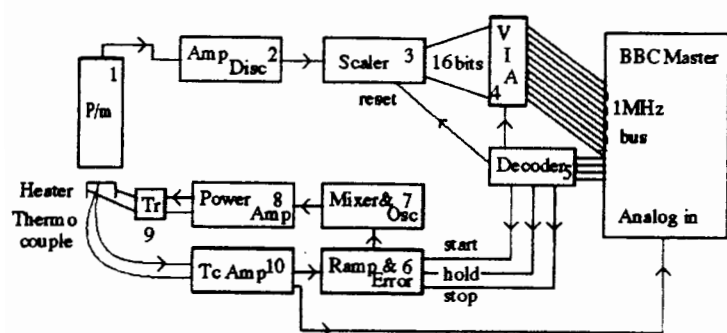 1
P/m
Amp 2
Disc
Scaler 3
reset
16 bits
V
I
A
4
BBC Master
1MHz
bus
Analog in
Decoder 5
Heater
Thermo
couple
Tr
9
Power
8
Amp
Mixer& 7
Osc
Tc Amp 10
Ramp & 6
Error
start
hold
stop